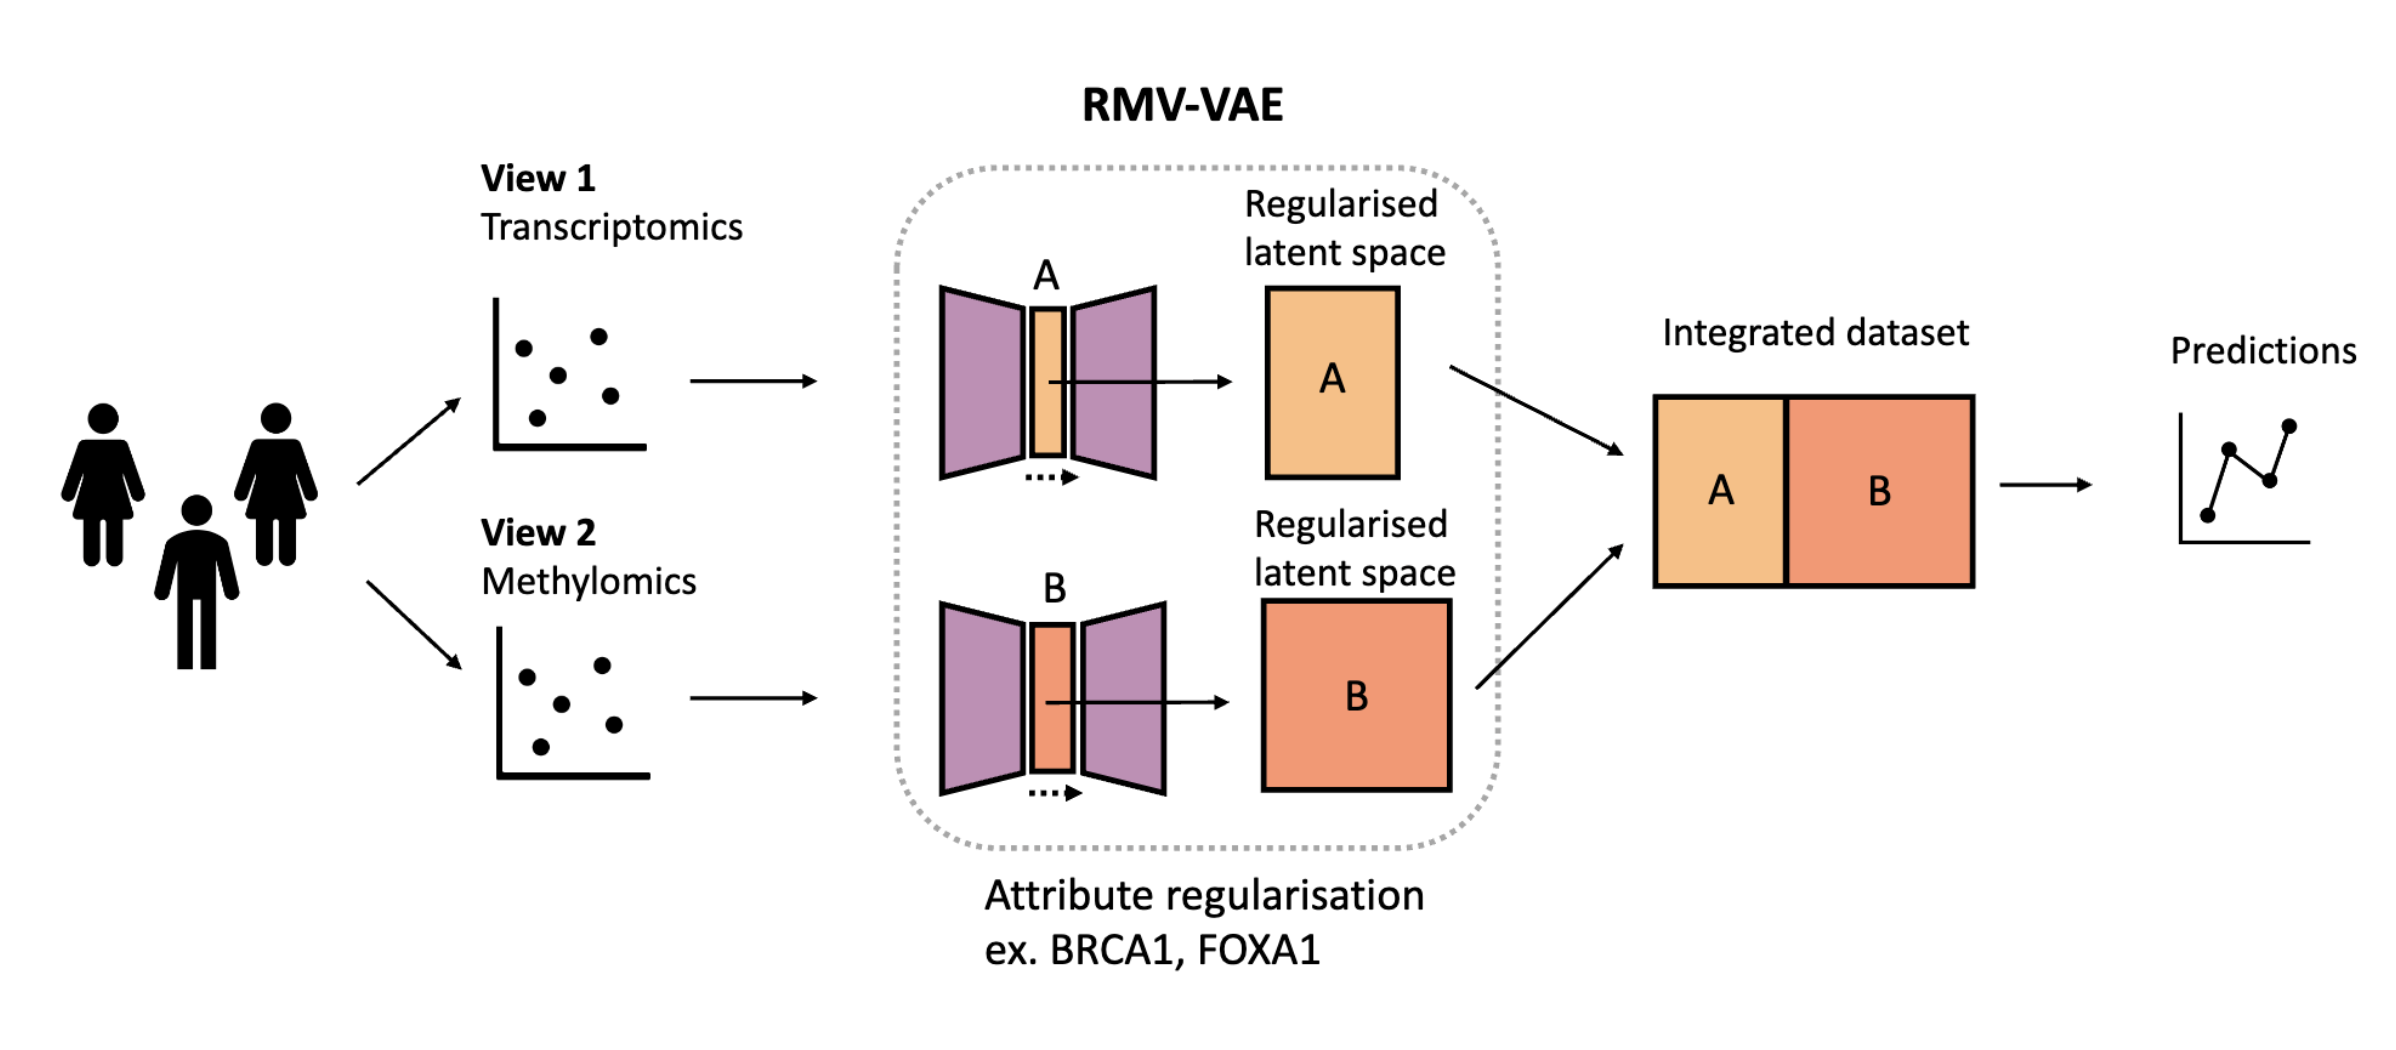 RMV-VAE
View 1
Transcriptomics
View 2
Methylomics
A
Regularised
latent space
A
B
Regularised
latent space
B
Attribute regularisation
ex. BRCA1, FOXA1
Integrated dataset
A B
Predictions